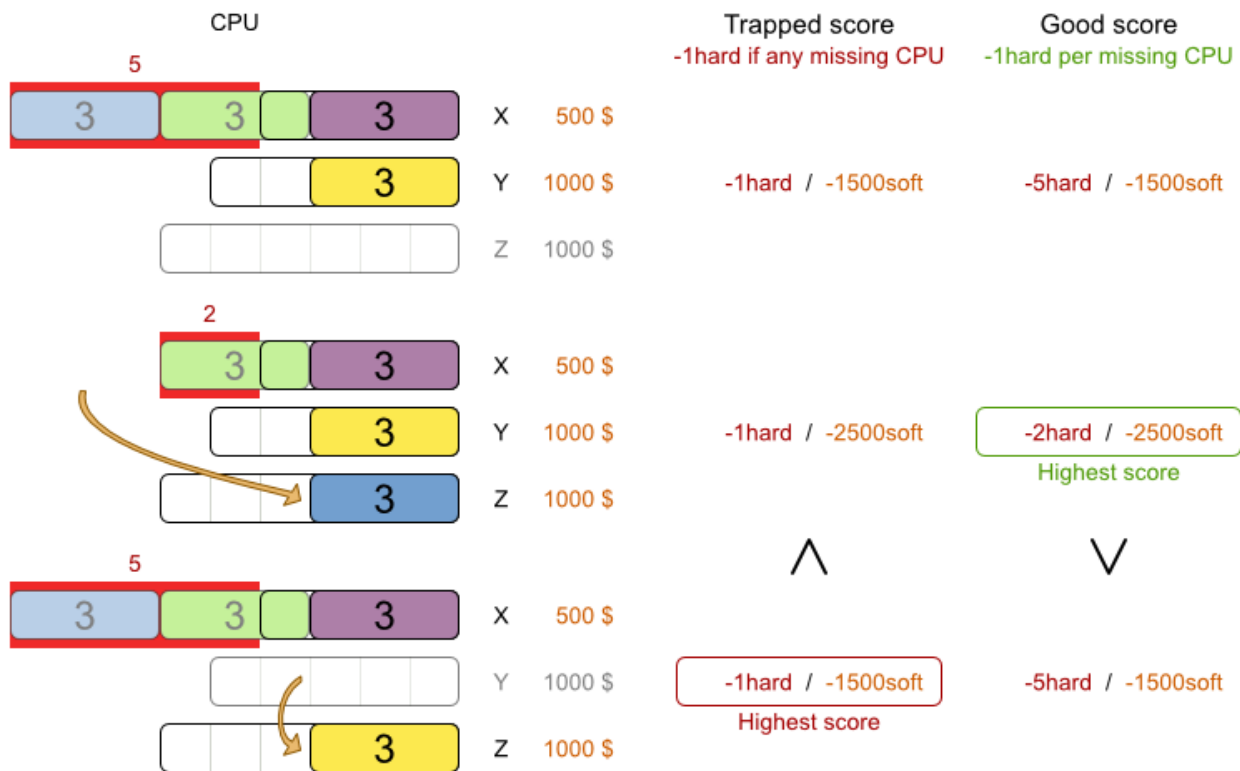 CPU Trapped score Good score
-1hard if any missing CPU -1hard per missing CPU
5
3 3 3 X 500 $
3 Y 1000 $ -1hard / -1500soft -5hard / -1500soft
Z 1000 $
2
3 3 X 500 $
3 Y 1000 $ -1hard / -2500soft -2hard / -2500soft
Highest score
3 Z 1000 $
5
3 3 3 X 500 $
Y 1000 $ -1hard / -1500soft -5hard / -1500soft
Highest score
3 Z 1000 $